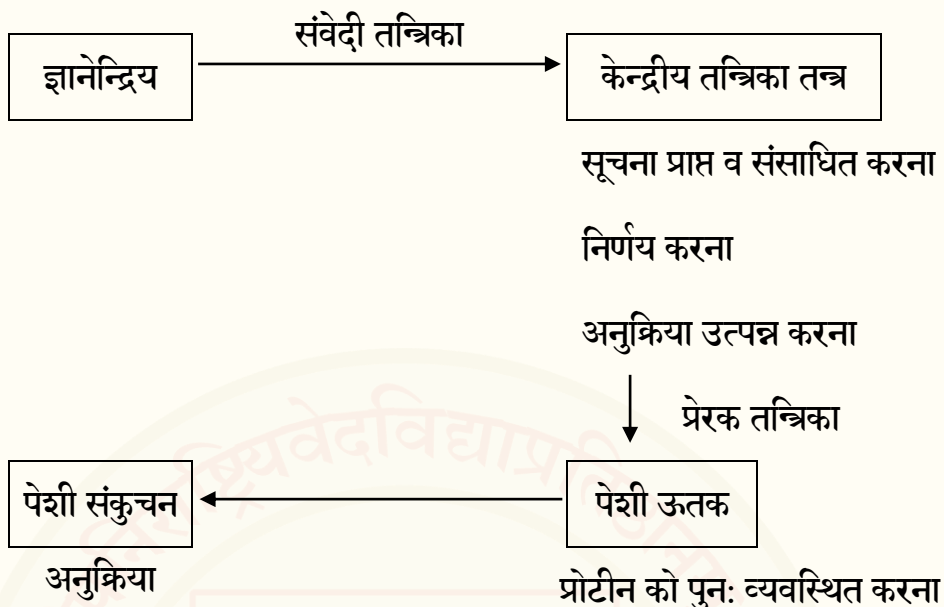 संवेदी तन्त्रिका
ज्ञानेन्द्रिय
केन्द्रीय तन्त्रिका तन्त्र
सूचना प्राप्त व संसाधित करना
निर्णय करना
अनुक्रिया उत्पन्न करना
प्रेरक तन्त्रिका
पेशी संकुचन
पेशी ऊतक
अनुक्रिया
प्रोटीन को पुन: व्यवस्थित करना